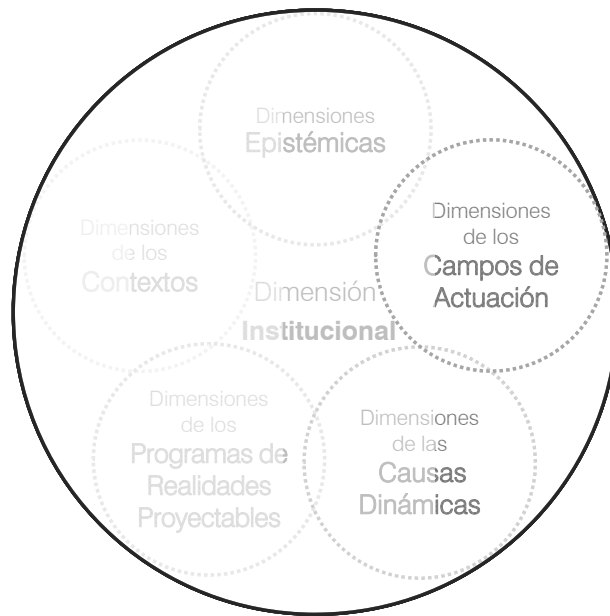 Dimensiones
Epistémicas
Dimensiones
de los
Campos de
Actuación
Dimensiones
de los
Contextos
Dimensión
Institucional
Dimensiones
de los
Programas de
Realidades
Proyectables
Dimensiones
de las
Causas
Dinámicas